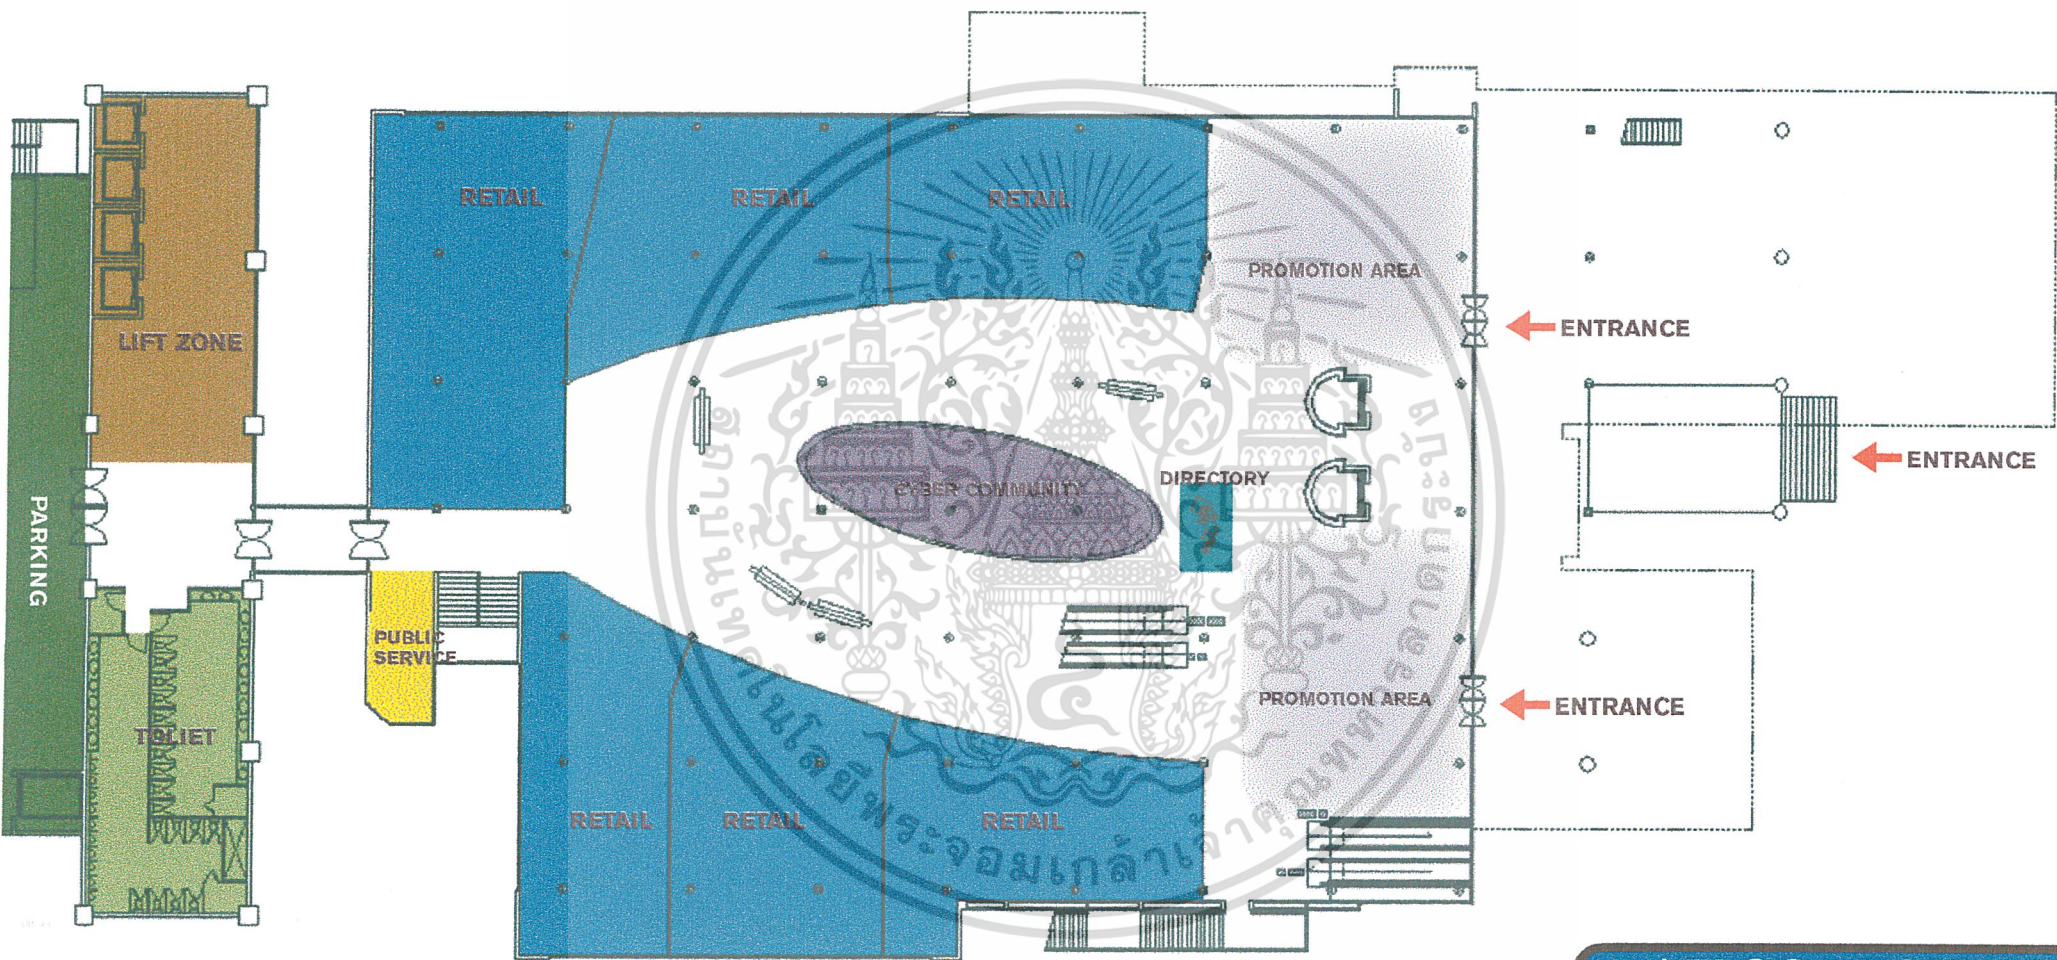 RETAIL
RETAIL
RETAIL
PROMOTION AREA
LIFT ZONE
ENTRANCE
ENTRANCE
CYBER COMMUNITY
DIRECTORY
PARKING
PUBLIC
SERVICE
PROMOTION AREA
ENTRANCE
TOLIET
RETAIL
RETAIL
RETAIL